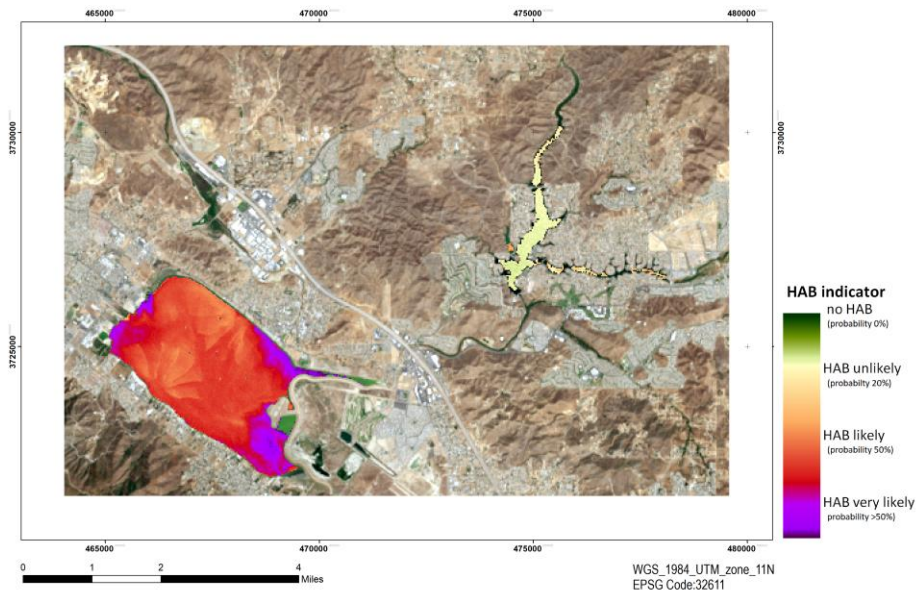 465000 470000 475000 480000
3730000 3730000
3725000
HAB indicator
no HAB
(probability 0%)
HAB unlikely
(probabilty 20%)
HAB likely
(probability 50%)
HAB very likely
probability >50%)
465000 470000 475000 480000
0 1 2 4
Miles
WGS_1984_UTM_zone_11N
EPSG Code:32611